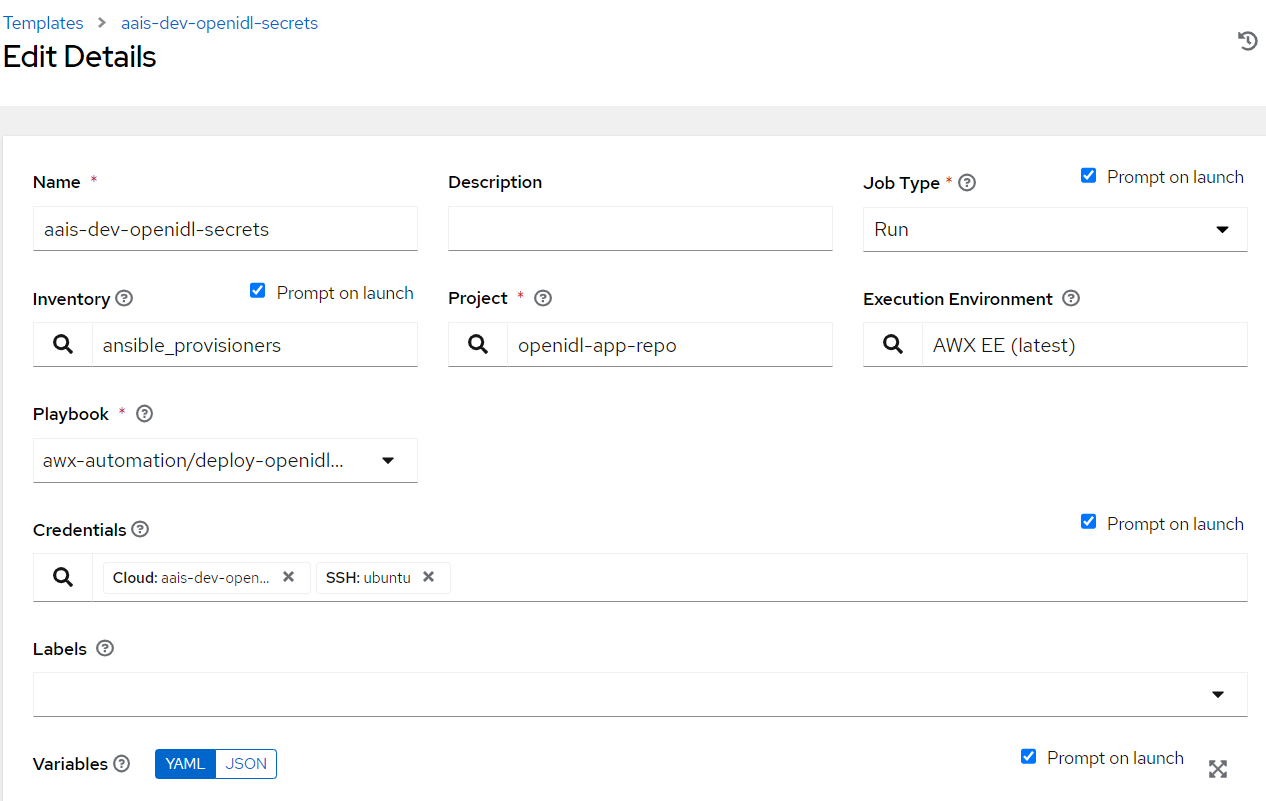 Templates > aais-dev-openidl-secrets
Edit Details
Name * Description Job Type * Prompt on launch
aais-dev-openidl-secrets Run
Inventory Prompt on launch Project * Execution Environment
ansible_provisioners openidl-app-repo AWX EE (latest)
Playbook *
awx-automation/deploy-openidl...
Credentials Prompt on launch
Cloud: aais-dev-open... SSH: ubuntu
Labels
Variables YAML JSON Prompt on launch